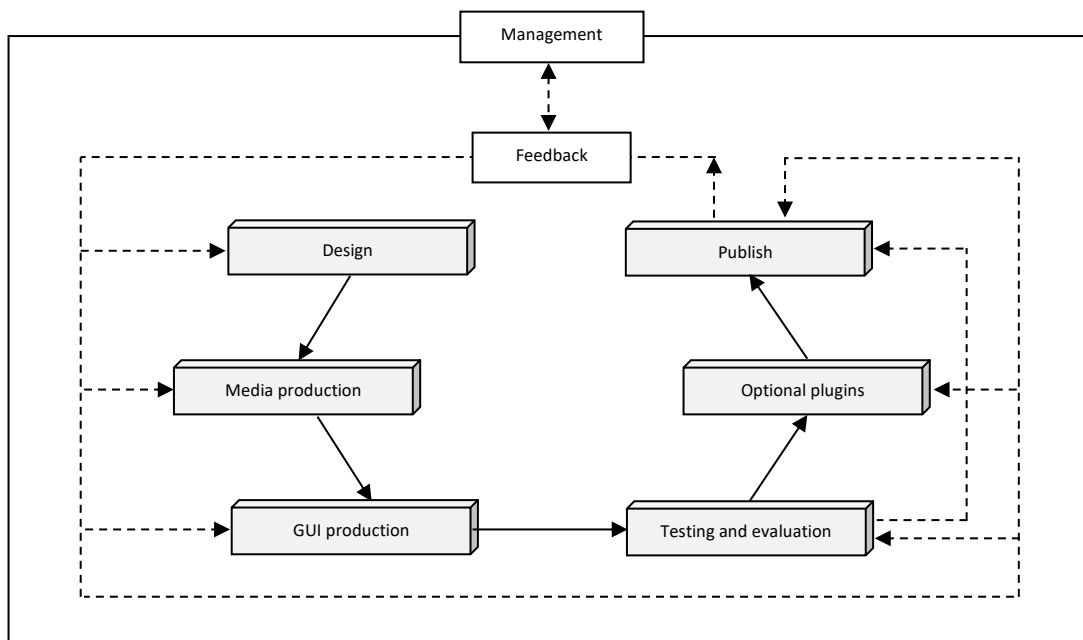 Management
Feedback
Design
Publish
Media production
Optional plugins
GUI production
Testing and evaluation